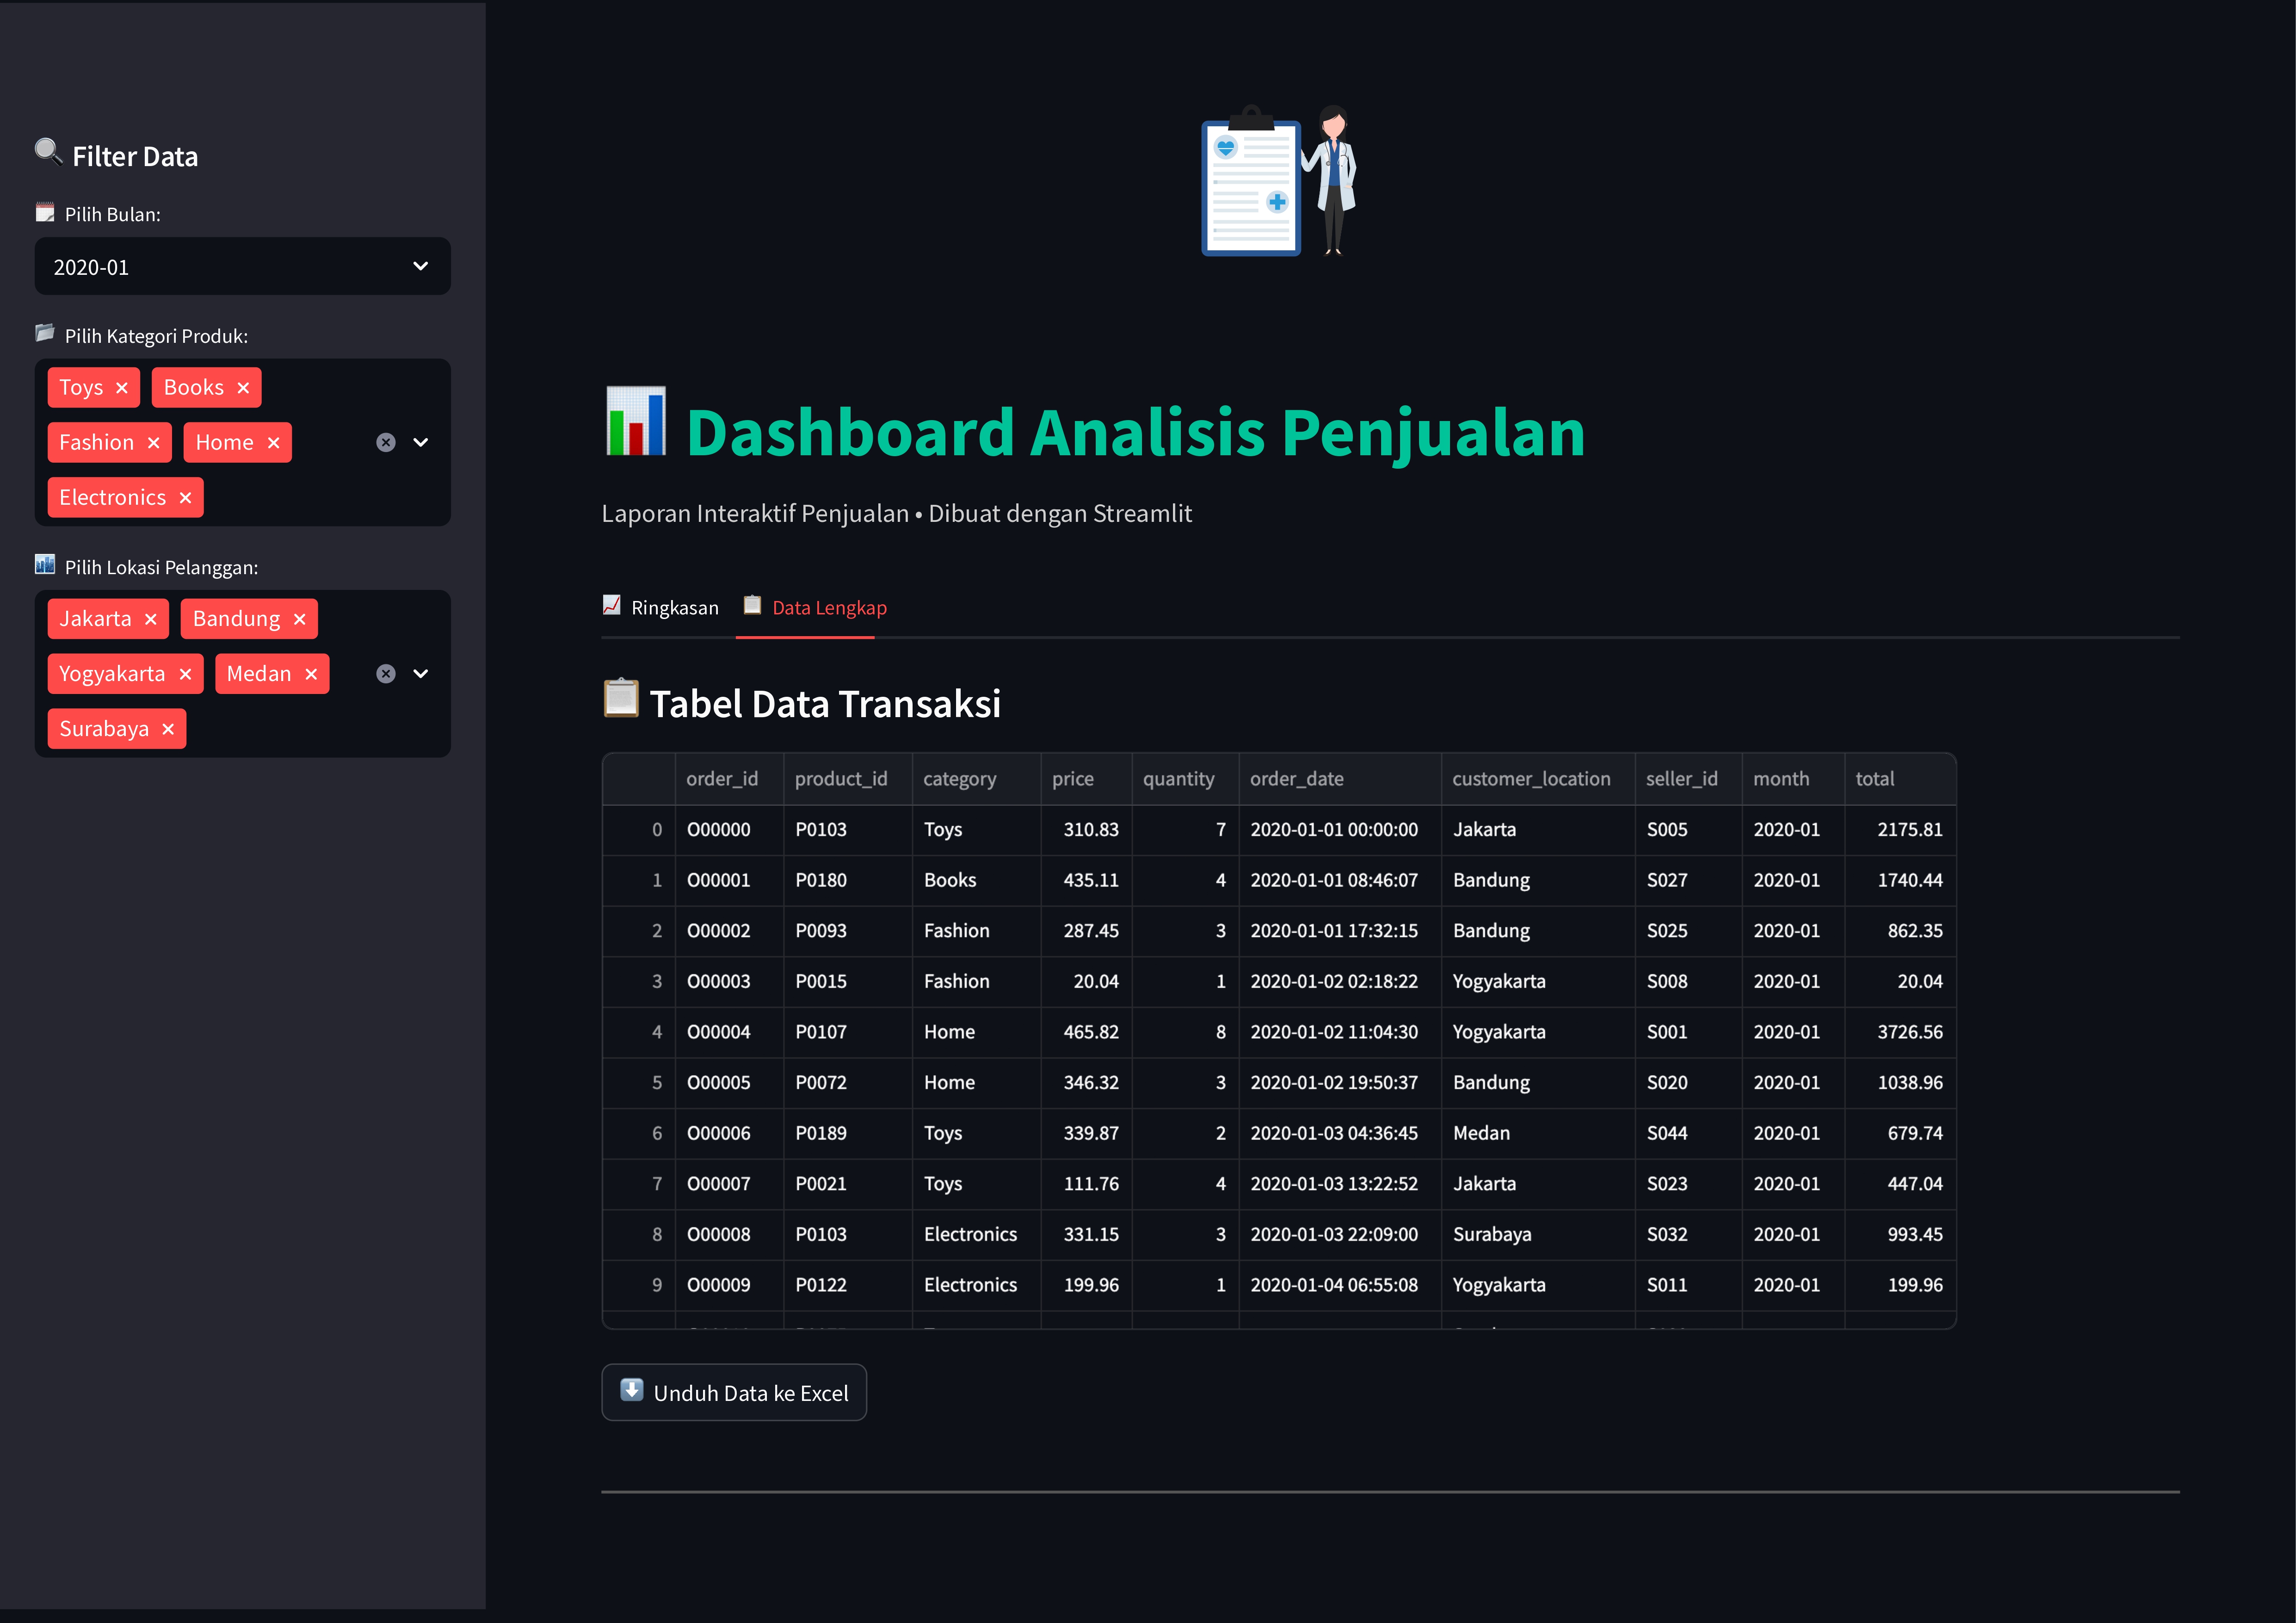 Filter Data
Pilih Bulan:
2020-01
Pilih Kategori Produk:
Toys Books
Fashion Home
Electronics
Pilih Lokasi Pelanggan:
Jakarta Bandung
Yogyakarta Medan
Surabaya
Dashboard Analisis Penjualan
Laporan Interaktif Penjualan • Dibuat dengan Streamlit
Ringkasan Data Lengkap
Tabel Data Transaksi
order_id product_id category price quantity order_date customer_location seller_id month total
0 O00000 P0103 Toys 310.83 7 2020-01-01 00:00:00 Jakarta S005 2020-01 2175.81
1 O00001 P0180 Books 435.11 4 2020-01-01 08:46:07 Bandung S027 2020-01 1740.44
2 O00002 P0093 Fashion 287.45 3 2020-01-01 17:32:15 Bandung S025 2020-01 862.35
3 O00003 P0015 Fashion 20.04 1 2020-01-02 02:18:22 Yogyakarta S008 2020-01 20.04
4 O00004 P0107 Home 465.82 8 2020-01-02 11:04:30 Yogyakarta S001 2020-01 3726.56
5 O00005 P0072 Home 346.32 3 2020-01-02 19:50:37 Bandung S020 2020-01 1038.96
6 O00006 P0189 Toys 339.87 2 2020-01-03 04:36:45 Medan S044 2020-01 679.74
7 O00007 P0021 Toys 111.76 4 2020-01-03 13:22:52 Jakarta S023 2020-01 447.04
8 O00008 P0103 Electronics 331.15 3 2020-01-03 22:09:00 Surabaya S032 2020-01 993.45
9 O00009 P0122 Electronics 199.96 1 2020-01-04 06:55:08 Yogyakarta S011 2020-01 199.96
Unduh Data ke Excel